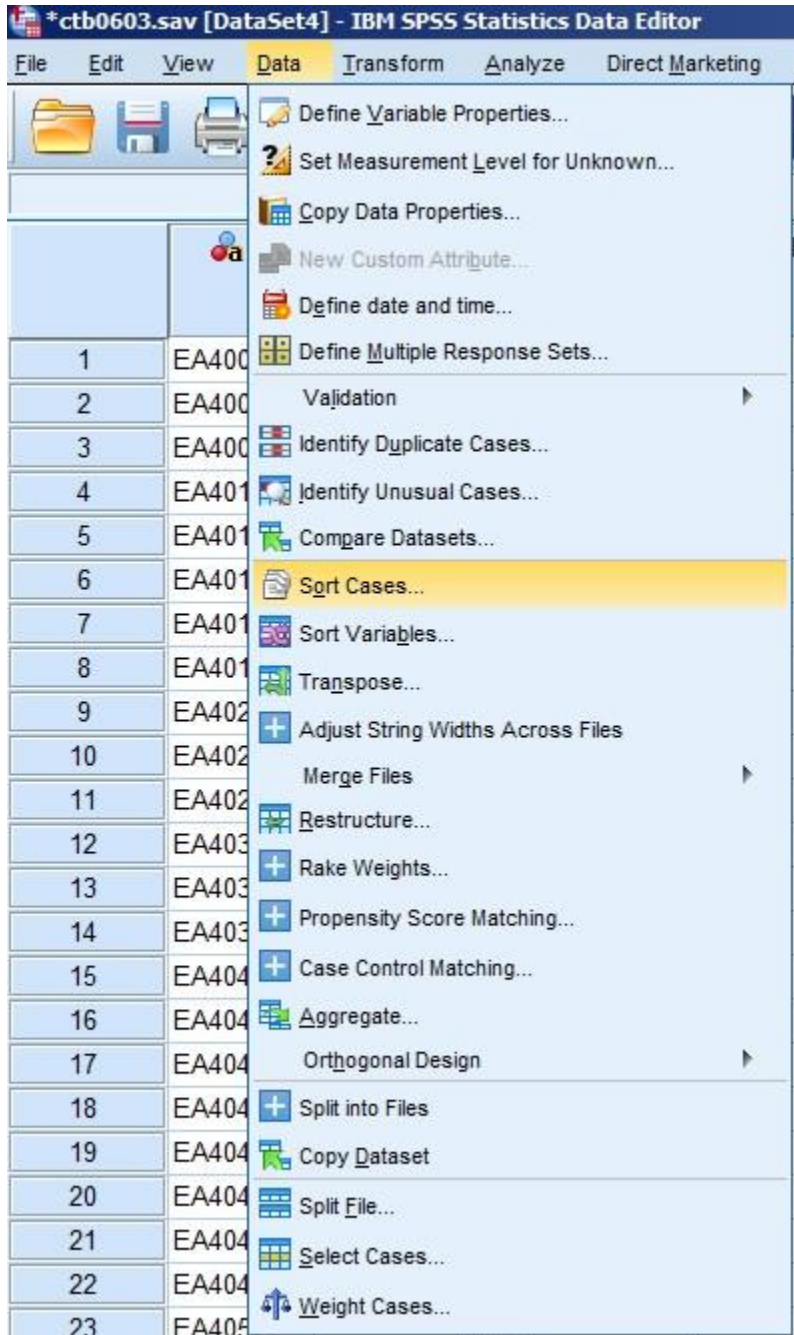 *ctb0603.sav [DataSet4] - IBM SPSS Statistics Data Editor
File Edit View Data Transform Analyze Direct Marketing
Define Variable Properties...
Set Measurement Level for Unknown...
Copy Data Properties...
a
New Custom Attribute...
Define date and time...
1 EA400 Define Multiple Response Sets...
2 EA400 Validation
3 EA400 Identify Duplicate Cases...
4 EA401 Identify Unusual Cases...
5 EA401 Compare Datasets...
6 EA401 Sort Cases...
7 EA401 Sort Variables...
8 EA401 Transpose...
9 EA402 Adjust String Widths Across Files
10 EA402 Merge Files
11 EA402 Restructure...
12 EA403 Rake Weights...
13 EA403
14 EA403 Propensity Score Matching...
15 EA404 Case Control Matching...
16 EA404 Aggregate...
17 EA404 Orthogonal Design
18 EA404 Split into Files
19 EA404 Copy Dataset
20 EA404 Split File...
21 EA404 Select Cases...
22 EA404 Weight Cases...
23 EA405